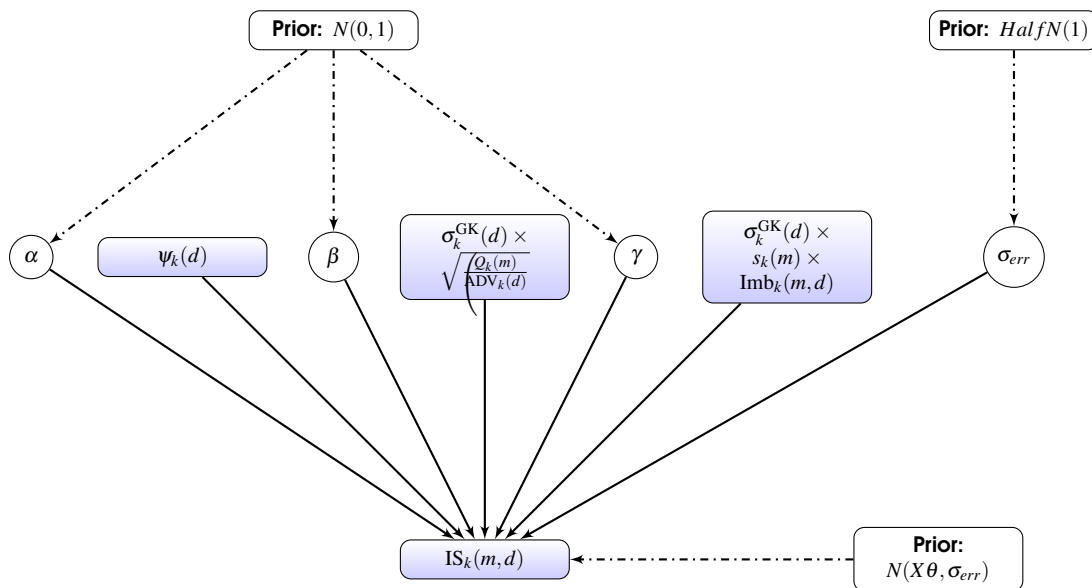 Prior: N(0,1)
Prior: HalfN(1)
α
ψ_k(d)
β
σ_k^GK(d) ×
√(Q_k(m)/ADV_k(d)
γ
σ_k^GK(d) ×
s_k(m) ×
Imb_k(m,d)
σ_err
IS_k(m,d)
Prior:
N(Xθ,σ_err)